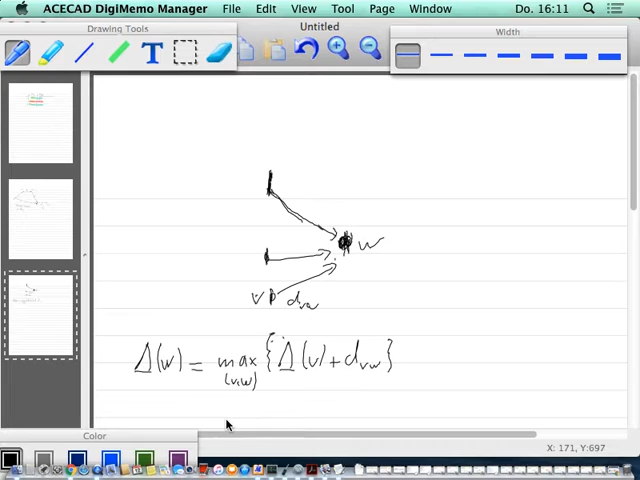 ACECAD DigiMemo Manager File Edit View Tool Page Window Do. 16:11
Drawing Tools
Untitled
Width
T
w
v d_vw
Δ(w) = max {Δ(v) + d_vw}
(v,w)
Color
X: 171, Y:697